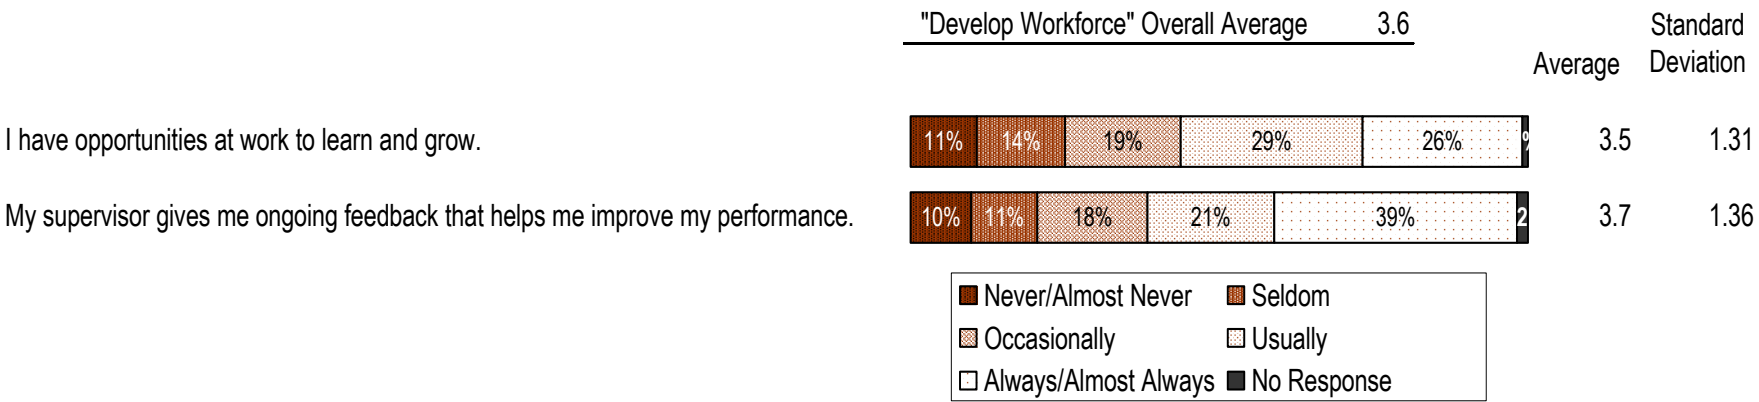 "Develop Workforce" Overall Average 3.6
Standard
Average Deviation
I have opportunities at work to learn and grow. 11% 14% 19% 29% 26% % 3.5 1.31
My supervisor gives me ongoing feedback that helps me improve my performance. 10% 11% 18% 21% 39% 2 3.7 1.36
Never/Almost Never Seldom
Occasionally Usually
Always/Almost Always No Response